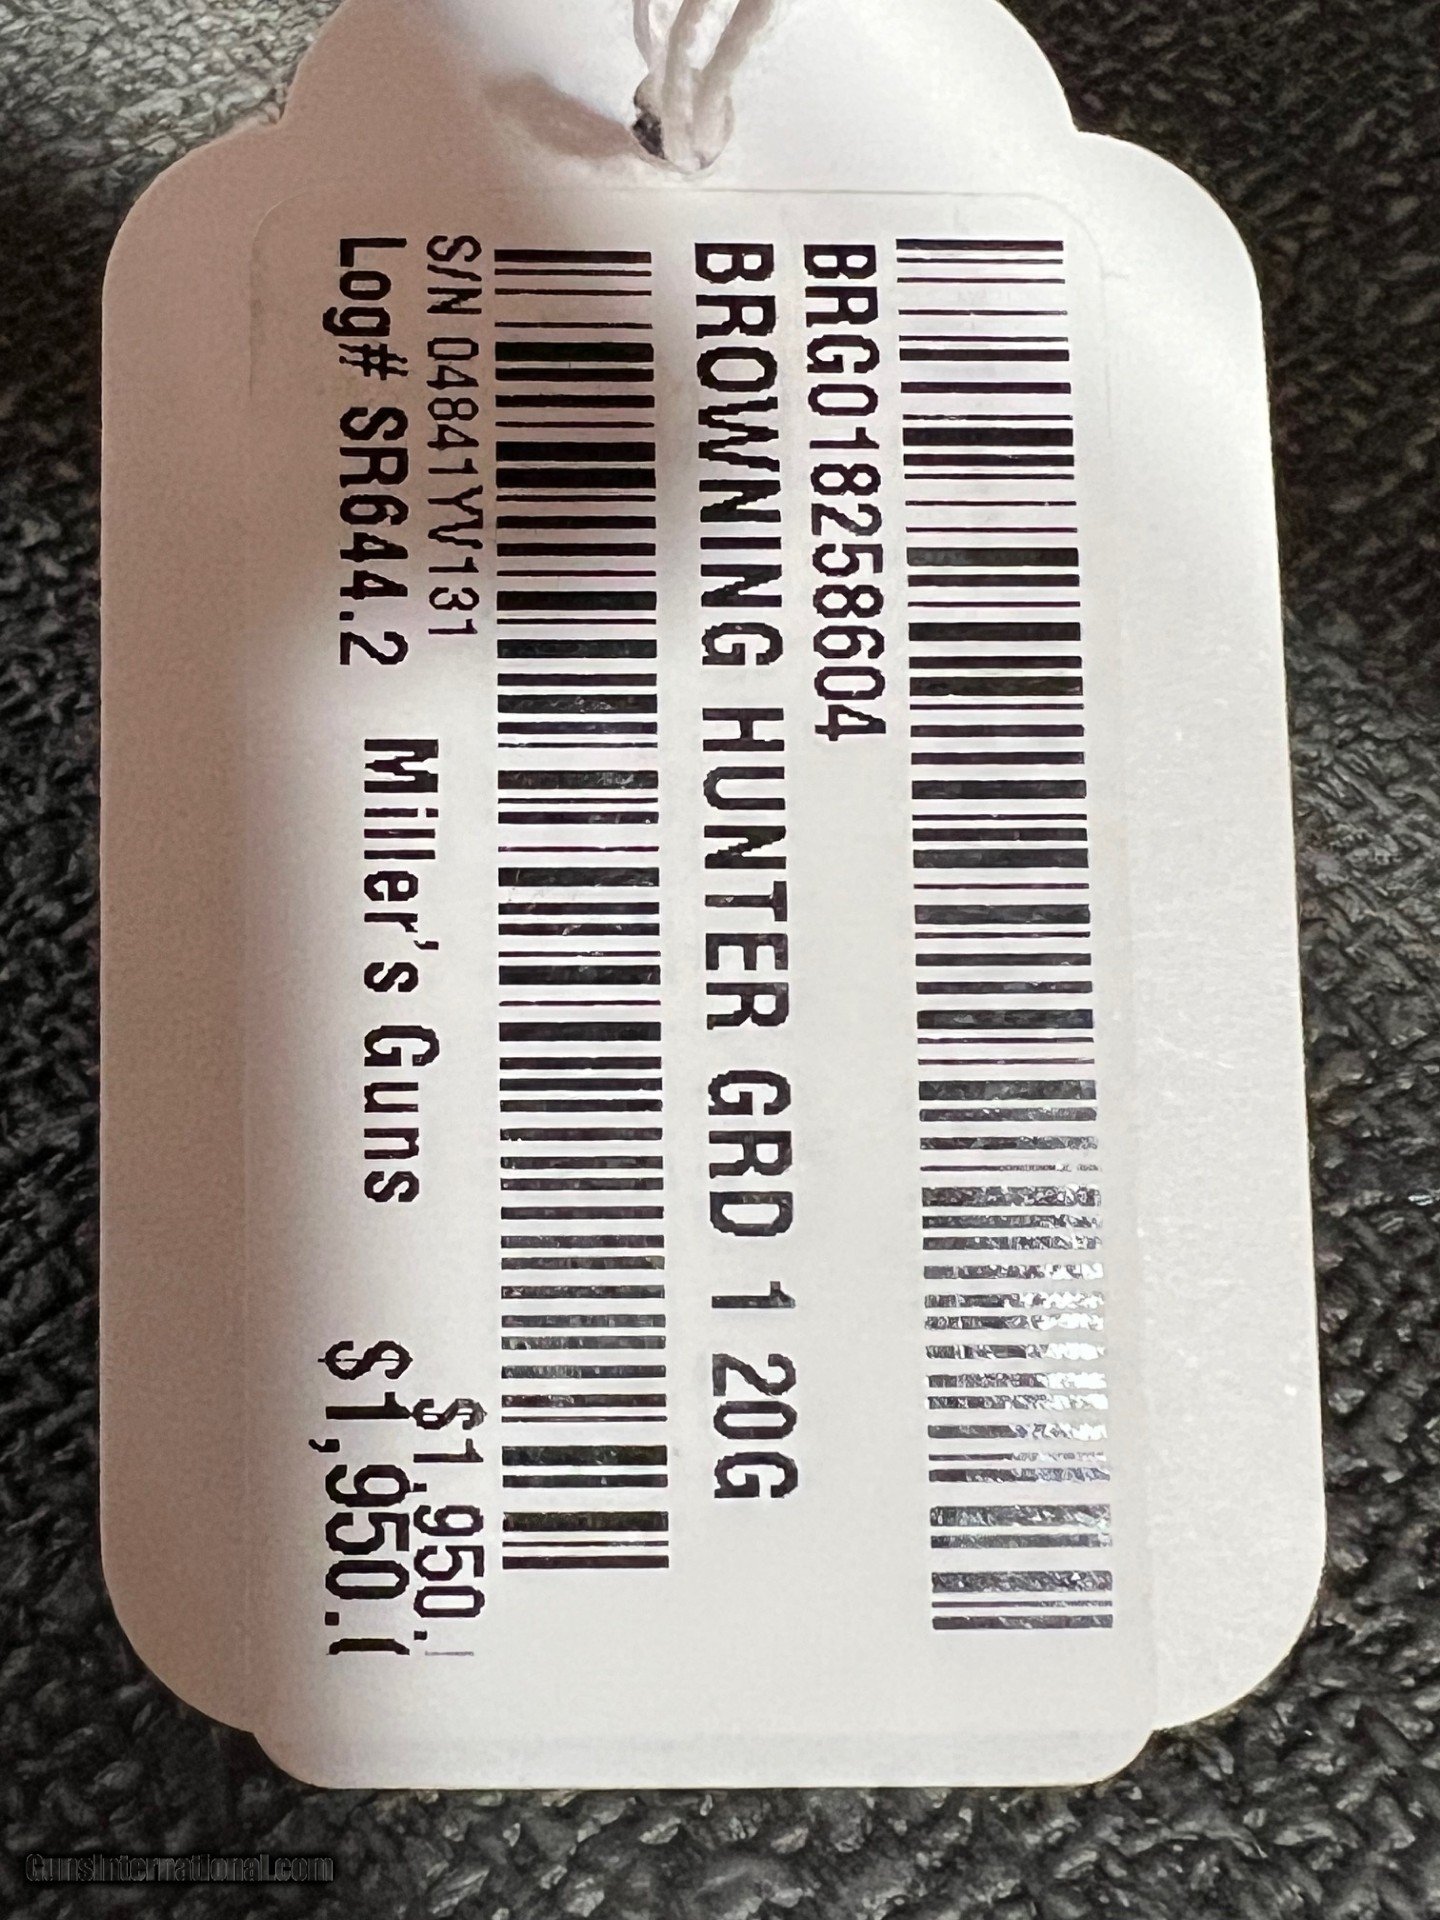 BRG018258604
BROWNING HUNTER GRD 1 20G
S/N 04841YV131
$1,950.
Log# SR644.2 Miller's Guns
$1,950.(
GunsInternational.com